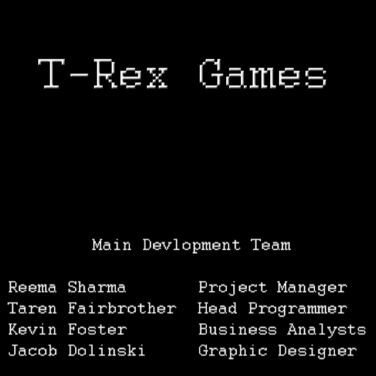 T-Rex Games
Main Devlopment Team
Reema Sharma Project Manager
Taren Fairbrother Head Programmer
Kevin Foster Business Analysts
Jacob Dolinski Graphic Designer